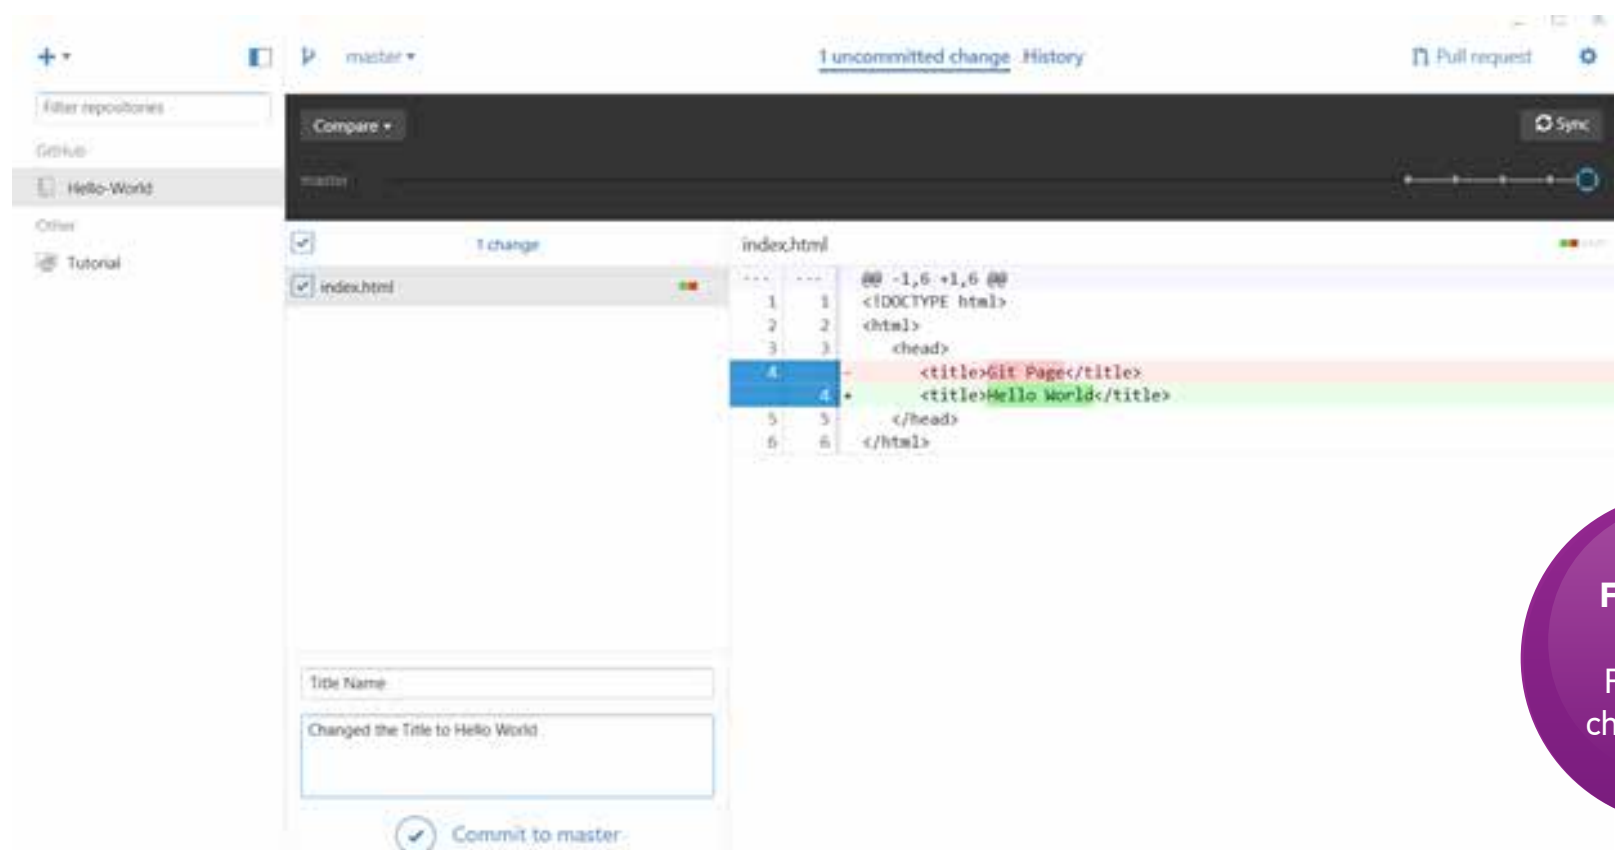 master
1 uncommitted change History
Pull request
Filter repositories
GitHub
Hello-World
Other
Tutorial
Compare
Sync
master
1 change
index.html
index.html
@@ -1,6 +1,6 @@
1 1 <!DOCTYPE html>
2 2 <html>
3 3 <head>
4 - <title>Git Page</title>
4 + <title>Hello World</title>
5 5 </head>
6 6 </html>
Title Name
Changed the Title to Hello World
Commit to master
F
F
ch